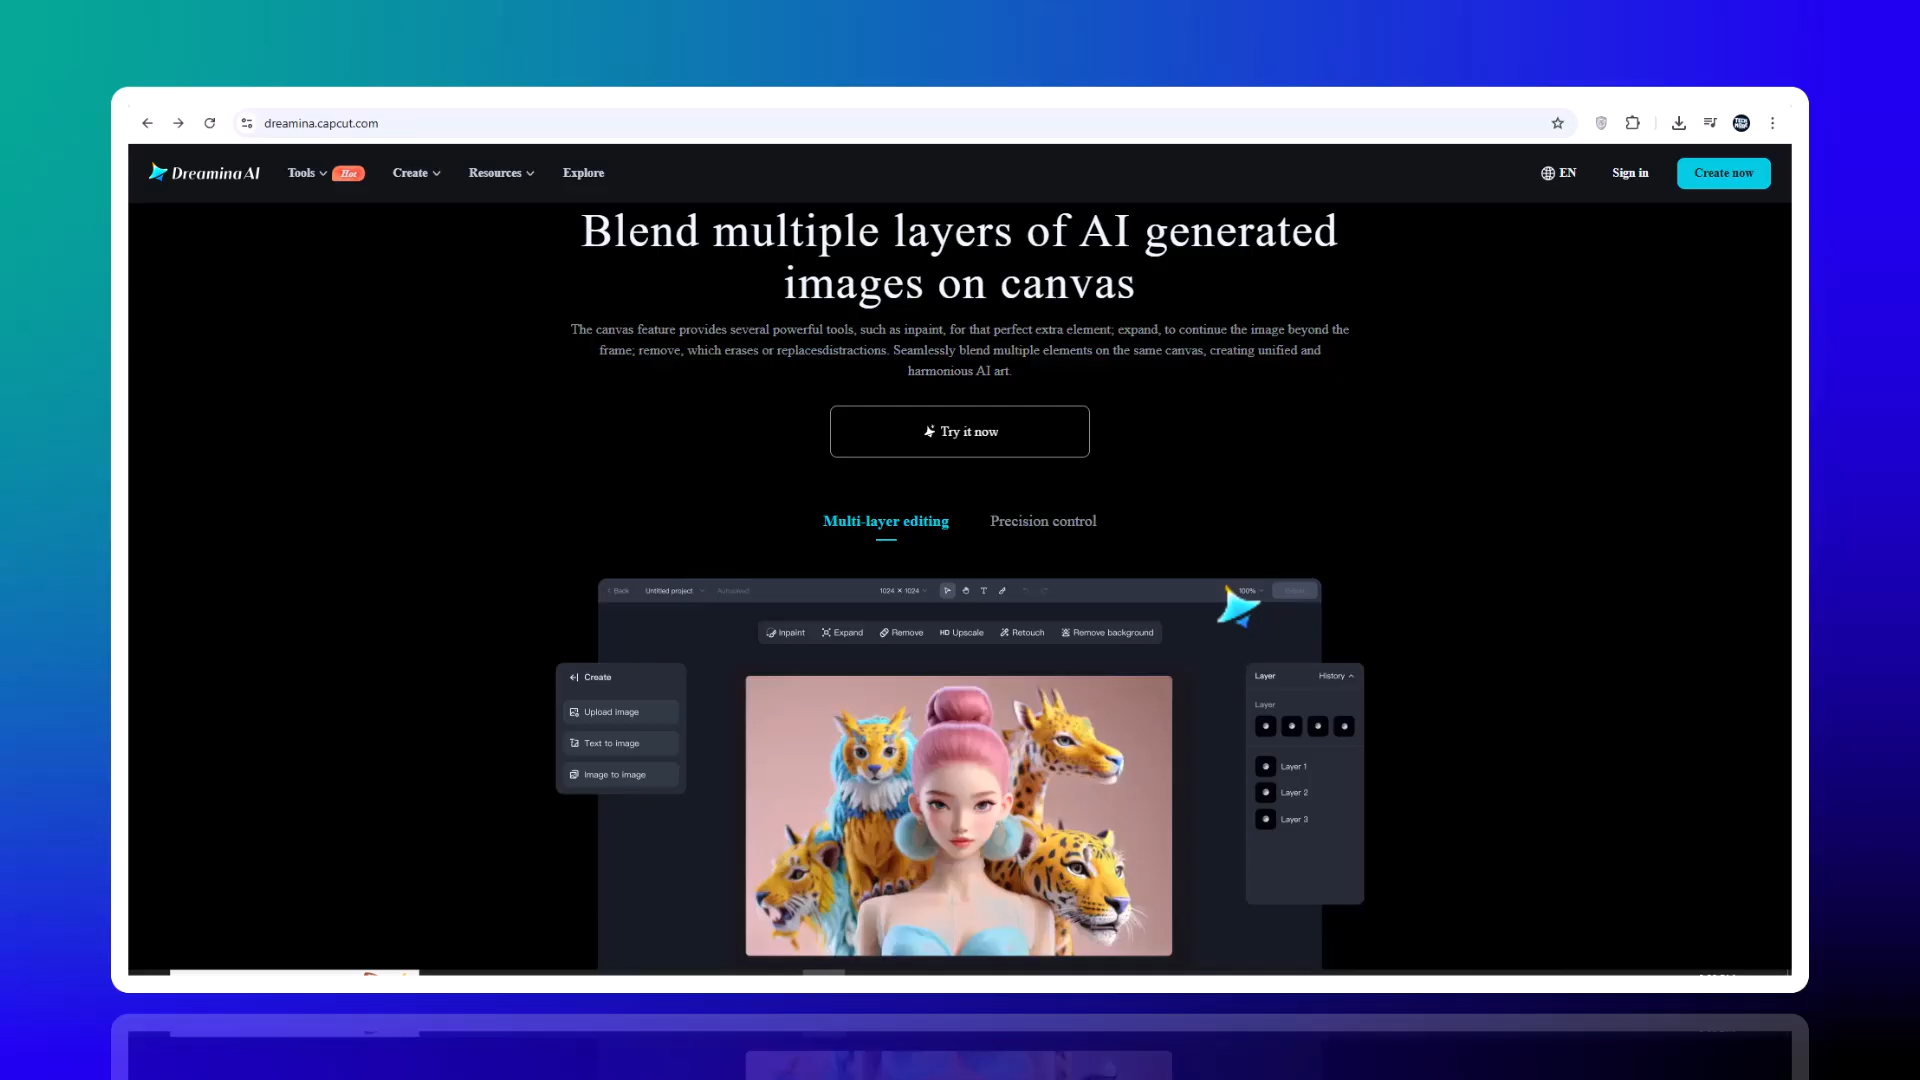 dreamina.capcut.com
TECH
Dreamina AI
Tools
Hot
Create
Resources
Explore
EN
Sign in
Create now
Blend multiple layers of AI generated
images on canvas
The canvas feature provides several powerful tools, such as inpaint, for that perfect extra element; expand, to continue the image beyond the
frame; remove, which erases or replacesdistractions. Seamlessly blend multiple elements on the same canvas, creating unified and
harmonious AI art.
Try it now
Multi-layer editing
Precision control
Back
Untitled project
1024 × 1024
T
100%
Inpaint
Expand
Remove
HD Upscale
Retouch
Remove background
Create
Upload image
Text to image
Image to image
Layer
History
Layer
Layer 1
Layer 2
Layer 3